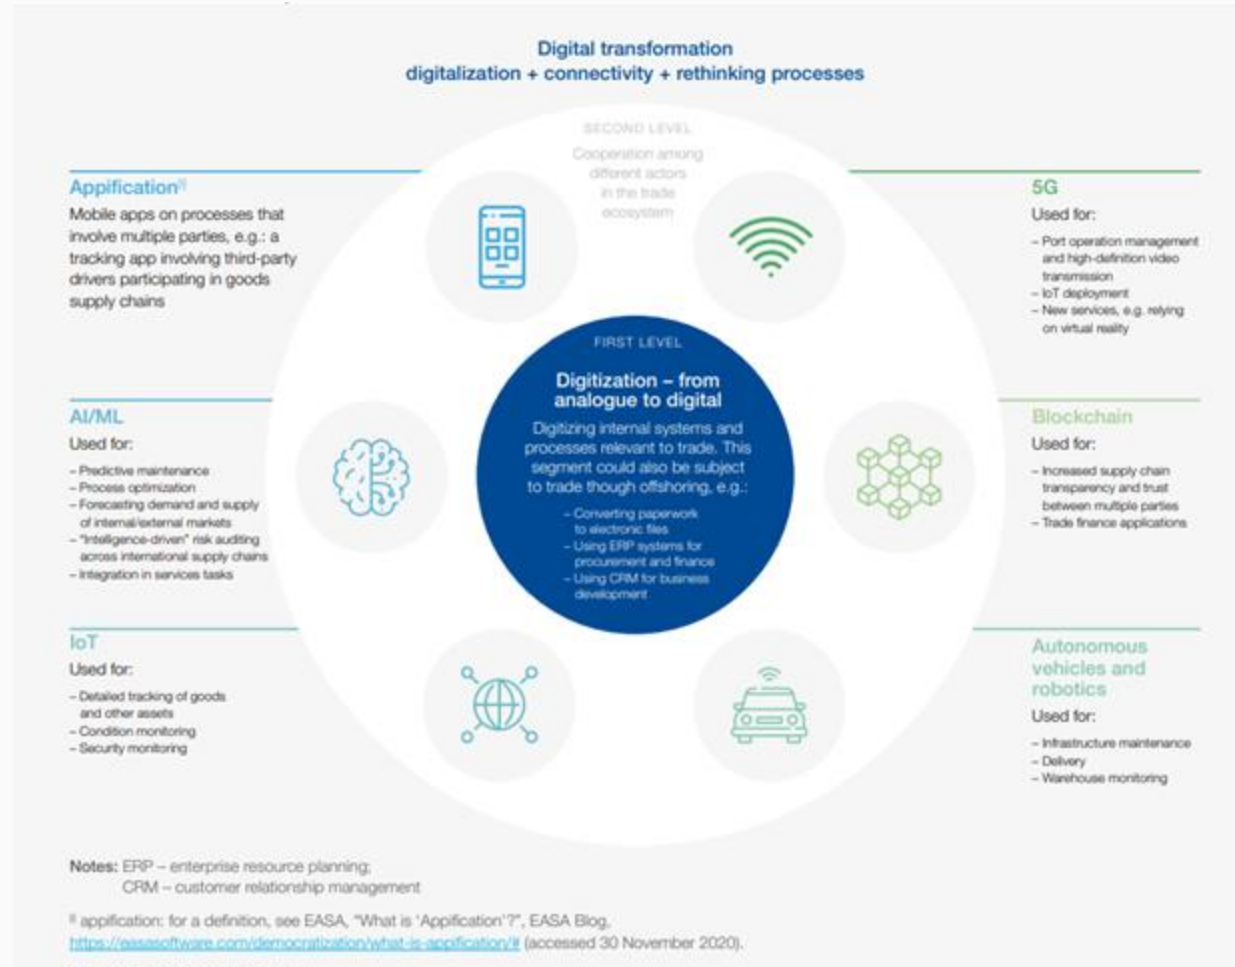 Digital transformation
digitalization + connectivity + rethinking processes
SECOND LEVEL
Cooperation among
different actors
in the trade
ecosystem
Appification
Mobile apps on processes that
involve multiple parties, e.g.: a
tracking app involving third-party
drivers participating in goods
supply chains
5G
Used for:
– Port operation management
and high-definition video
transmission
– IoT deployment
– New services, e.g. relying
on virtual reality
FIRST LEVEL
Digitization – from
analogue to digital
Digitizing internal systems and
processes relevant to trade. This
segment could also be subject
to trade though offshoring, e.g.:
– Converting paperwork
to electronic files
– Using ERP systems for
procurement and finance
– Using CRM for business
development
AI/ML
Used for:
– Predictive maintenance
– Process optimization
– Forecasting demand and supply
of internal/external markets
– "Intelligence-driven" risk auditing
across international supply chains
– Integration in services tasks
Blockchain
Used for:
– Increased supply chain
transparency and trust
between multiple parties
– Trade finance applications
IoT
Used for:
– Detailed tracking of goods
and other assets
– Condition monitoring
– Security monitoring
Autonomous
vehicles and
robotics
Used for:
– Infrastructure maintenance
– Delivery
– Warehouse monitoring
Notes: ERP – enterprise resource planning;
CRM – customer relationship management
appification: for a definition, see EASA, "What is 'Appification'?", EASA Blog,
https://easasoftware.com/democratization/what-is-appification/# (accessed 30 November 2020).